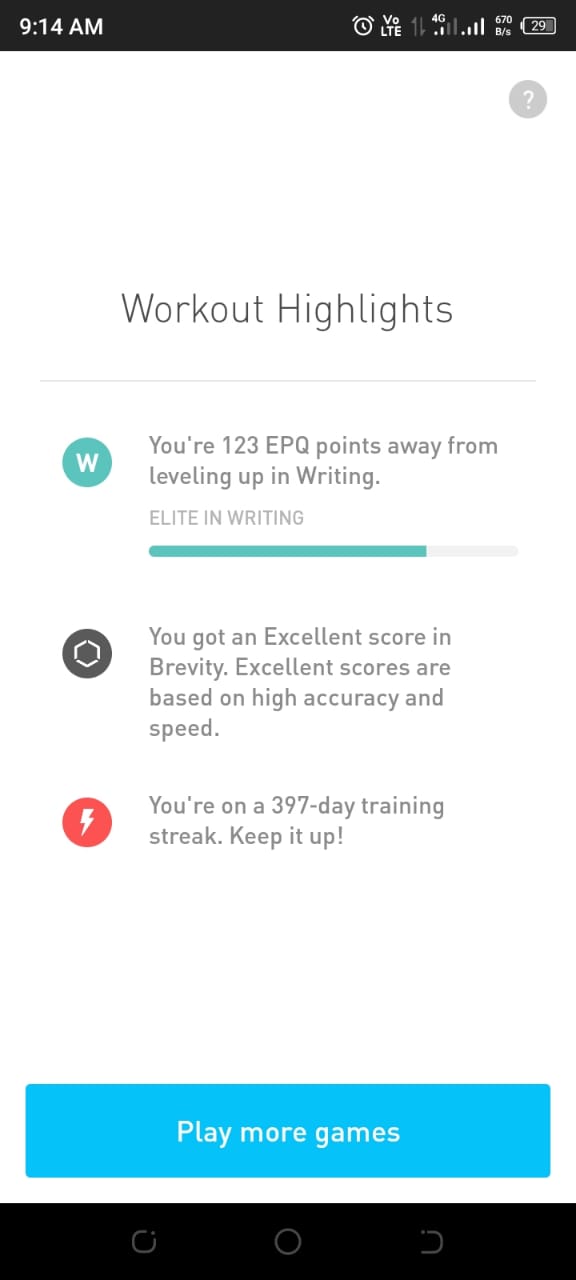 9:14 AM Vo LTE 4G 670 B/s 29
?
Workout Highlights
W
You're 123 EPQ points away from
leveling up in Writing.
ELITE IN WRITING
You got an Excellent score in
Brevity. Excellent scores are
based on high accuracy and
speed.
You're on a 397-day training
streak. Keep it up!
Play more games